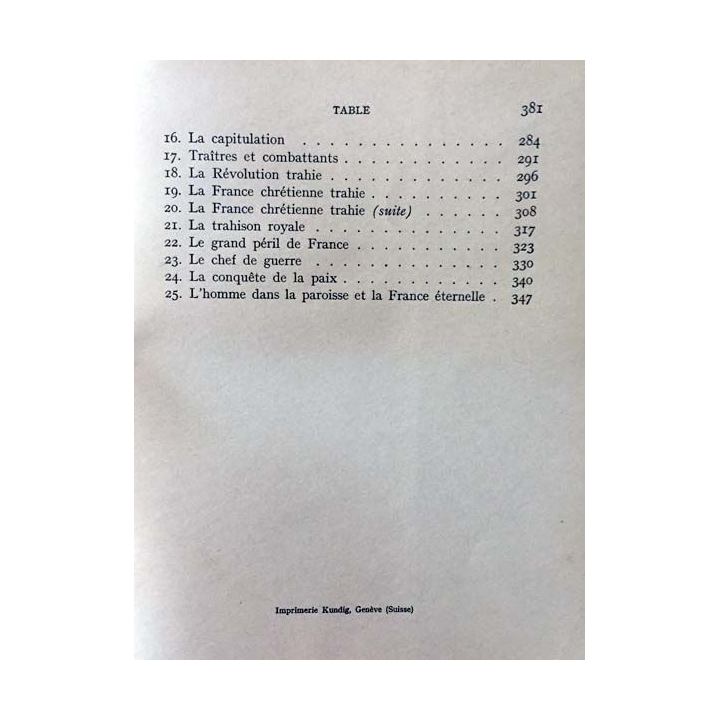 TABLE 381
16. La capitulation . . . . . . . . . . . . . . . 284
17. Traîtres et combattants . . . . . . . . . . . . 291
18. La Révolution trahie . . . . . . . . . . . . . 296
19. La France chrétienne trahie . . . . . . . . . . 301
20. La France chrétienne trahie (suite) . . . . . . 308
21. La trahison royale . . . . . . . . . . . . . . 317
22. Le grand péril de France . . . . . . . . . . . 323
23. Le chef de guerre . . . . . . . . . . . . . . 330
24. La conquête de la paix . . . . . . . . . . . . 340
25. L'homme dans la paroisse et la France éternelle . 347
Imprimerie Kundig, Genève (Suisse)